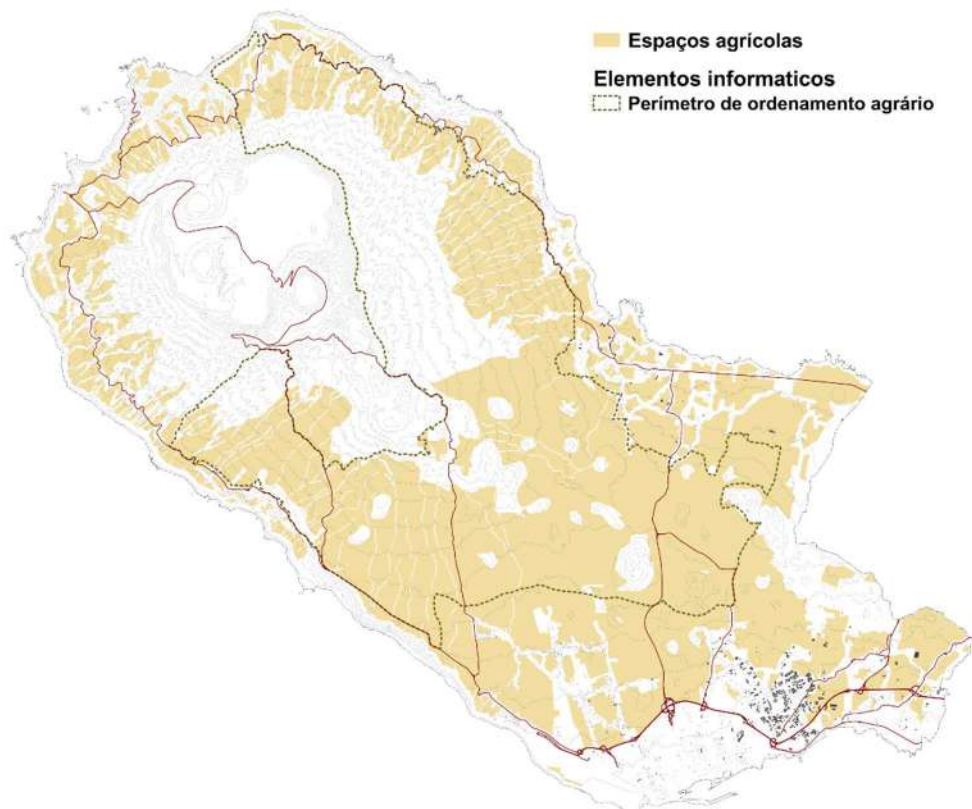 Espaços agrícolas
Elementos informaticos
Perímetro de ordenamento agrário